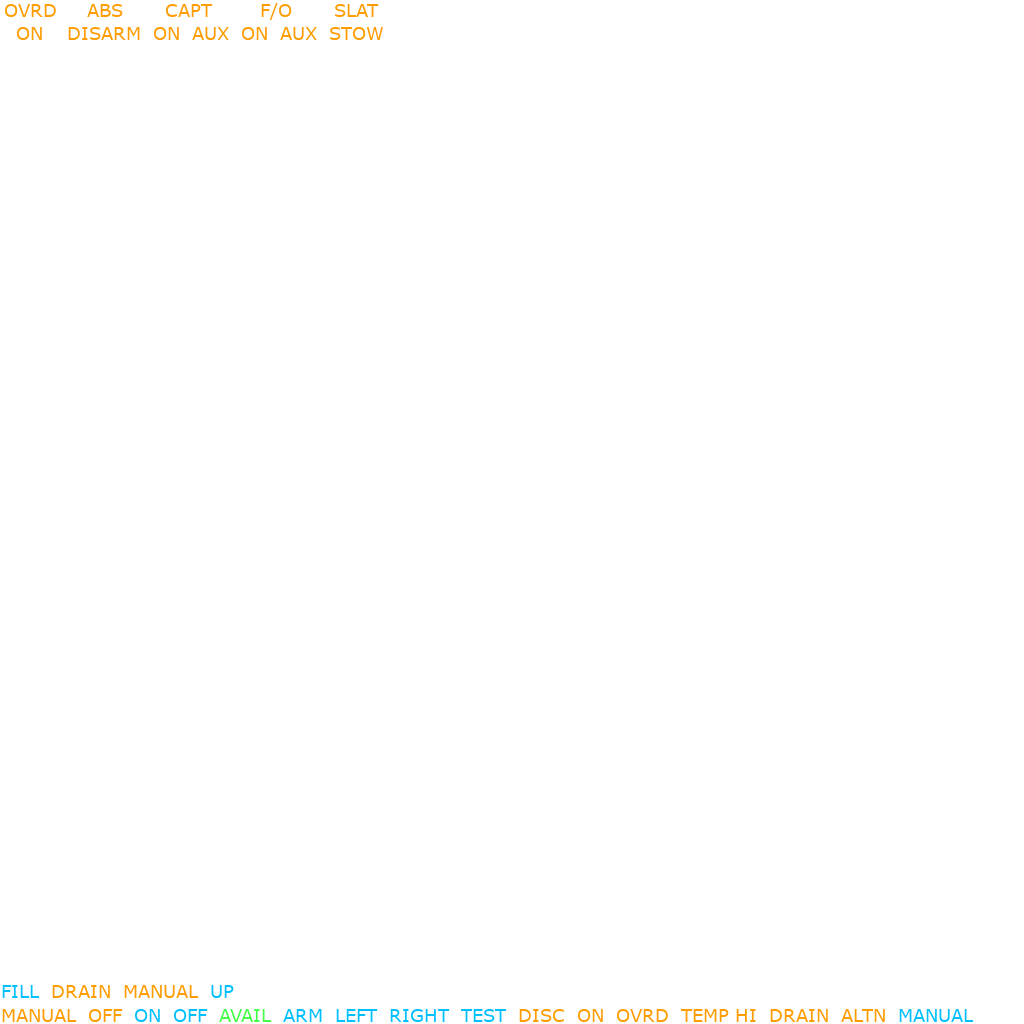 OVRD ABS CAPT F/O SLAT
ON DISARM ON AUX ON AUX STOW
FILL DRAIN MANUAL UP
MANUAL OFF ON OFF AVAIL ARM LEFT RIGHT TEST DISC ON OVRD TEMP HI DRAIN ALTN MANUAL